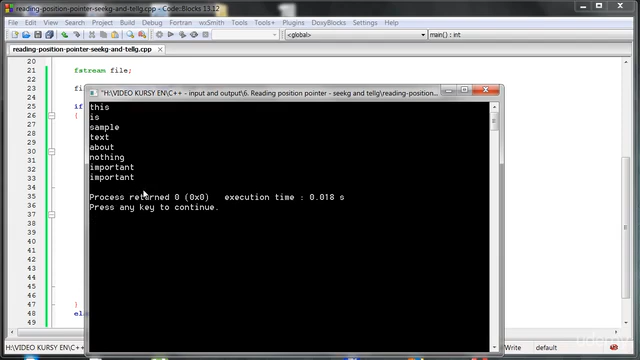 reading-position-pointer-seekg-and-tellg.cpp - Code::Blocks 13.12
File Edit View Search Project Build Debug Fortran wxSmith Tools Tools+ Plugins DoxyBlocks Settings Help
<global>
main() : int
reading-position-pointer-seekg-and-tellg.cpp
20
21 fstream file;
22
23
24
25
26 {
27
28
29
30
31
32
33
34
35
36
37
38
39
40
41
42
43
44
45
46
47 }
48
49
"H:\VIDEO KURSY EN\C++ - input and output\6. Reading position pointer - seekg and tellg\reading-position...
this
is
sample
text
about
nothing
important
important
Process returned 0 (0x0) execution time : 0.018 s
Press any key to continue.
H:\VIDEO KURSY EN\C++
Write
default